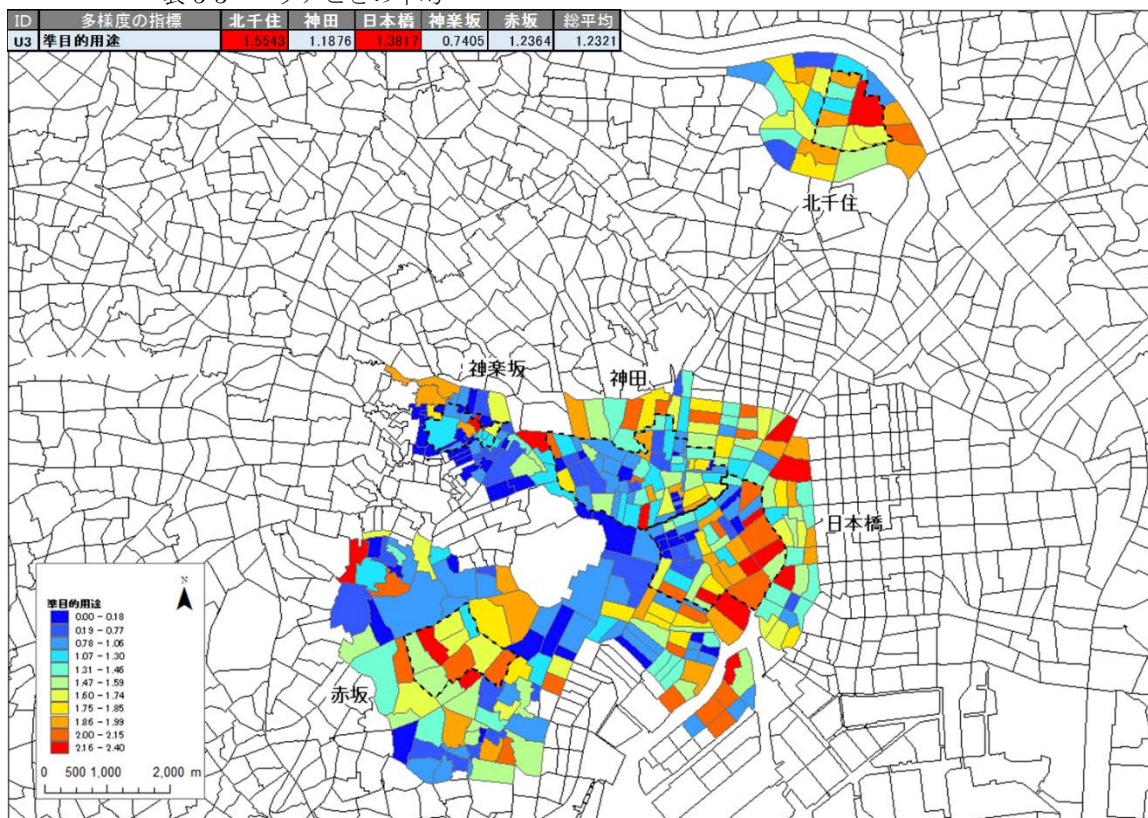 ID 多様度の指標 北千住 神田 日本橋 神楽坂 赤坂 総平均
U3 準目的用途 1.5543 1.1876 1.3817 0.7405 1.2364 1.2321
北千住
神楽坂
神田
日本橋
赤坂
N
準目的用途
0.00 - 0.18
0.19 - 0.77
0.78 - 1.06
1.07 - 1.30
1.31 - 1.46
1.47 - 1.59
1.60 - 1.74
1.75 - 1.85
1.86 - 1.99
2.00 - 2.15
2.16 - 2.40
0 500 1,000 2,000 m